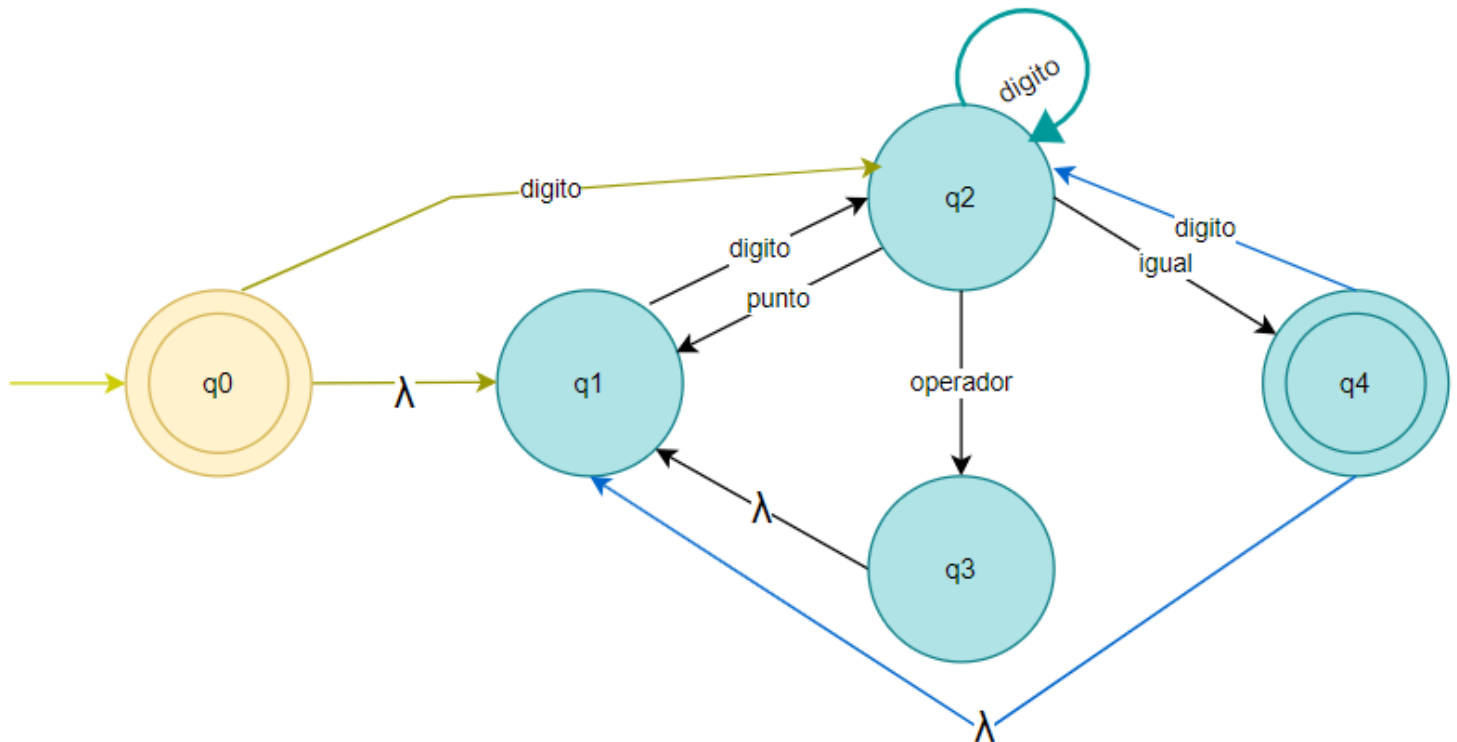 digito
digito
q2
digito
digito
igual
punto
q0
λ
q1
operador
q4
λ
q3
λ